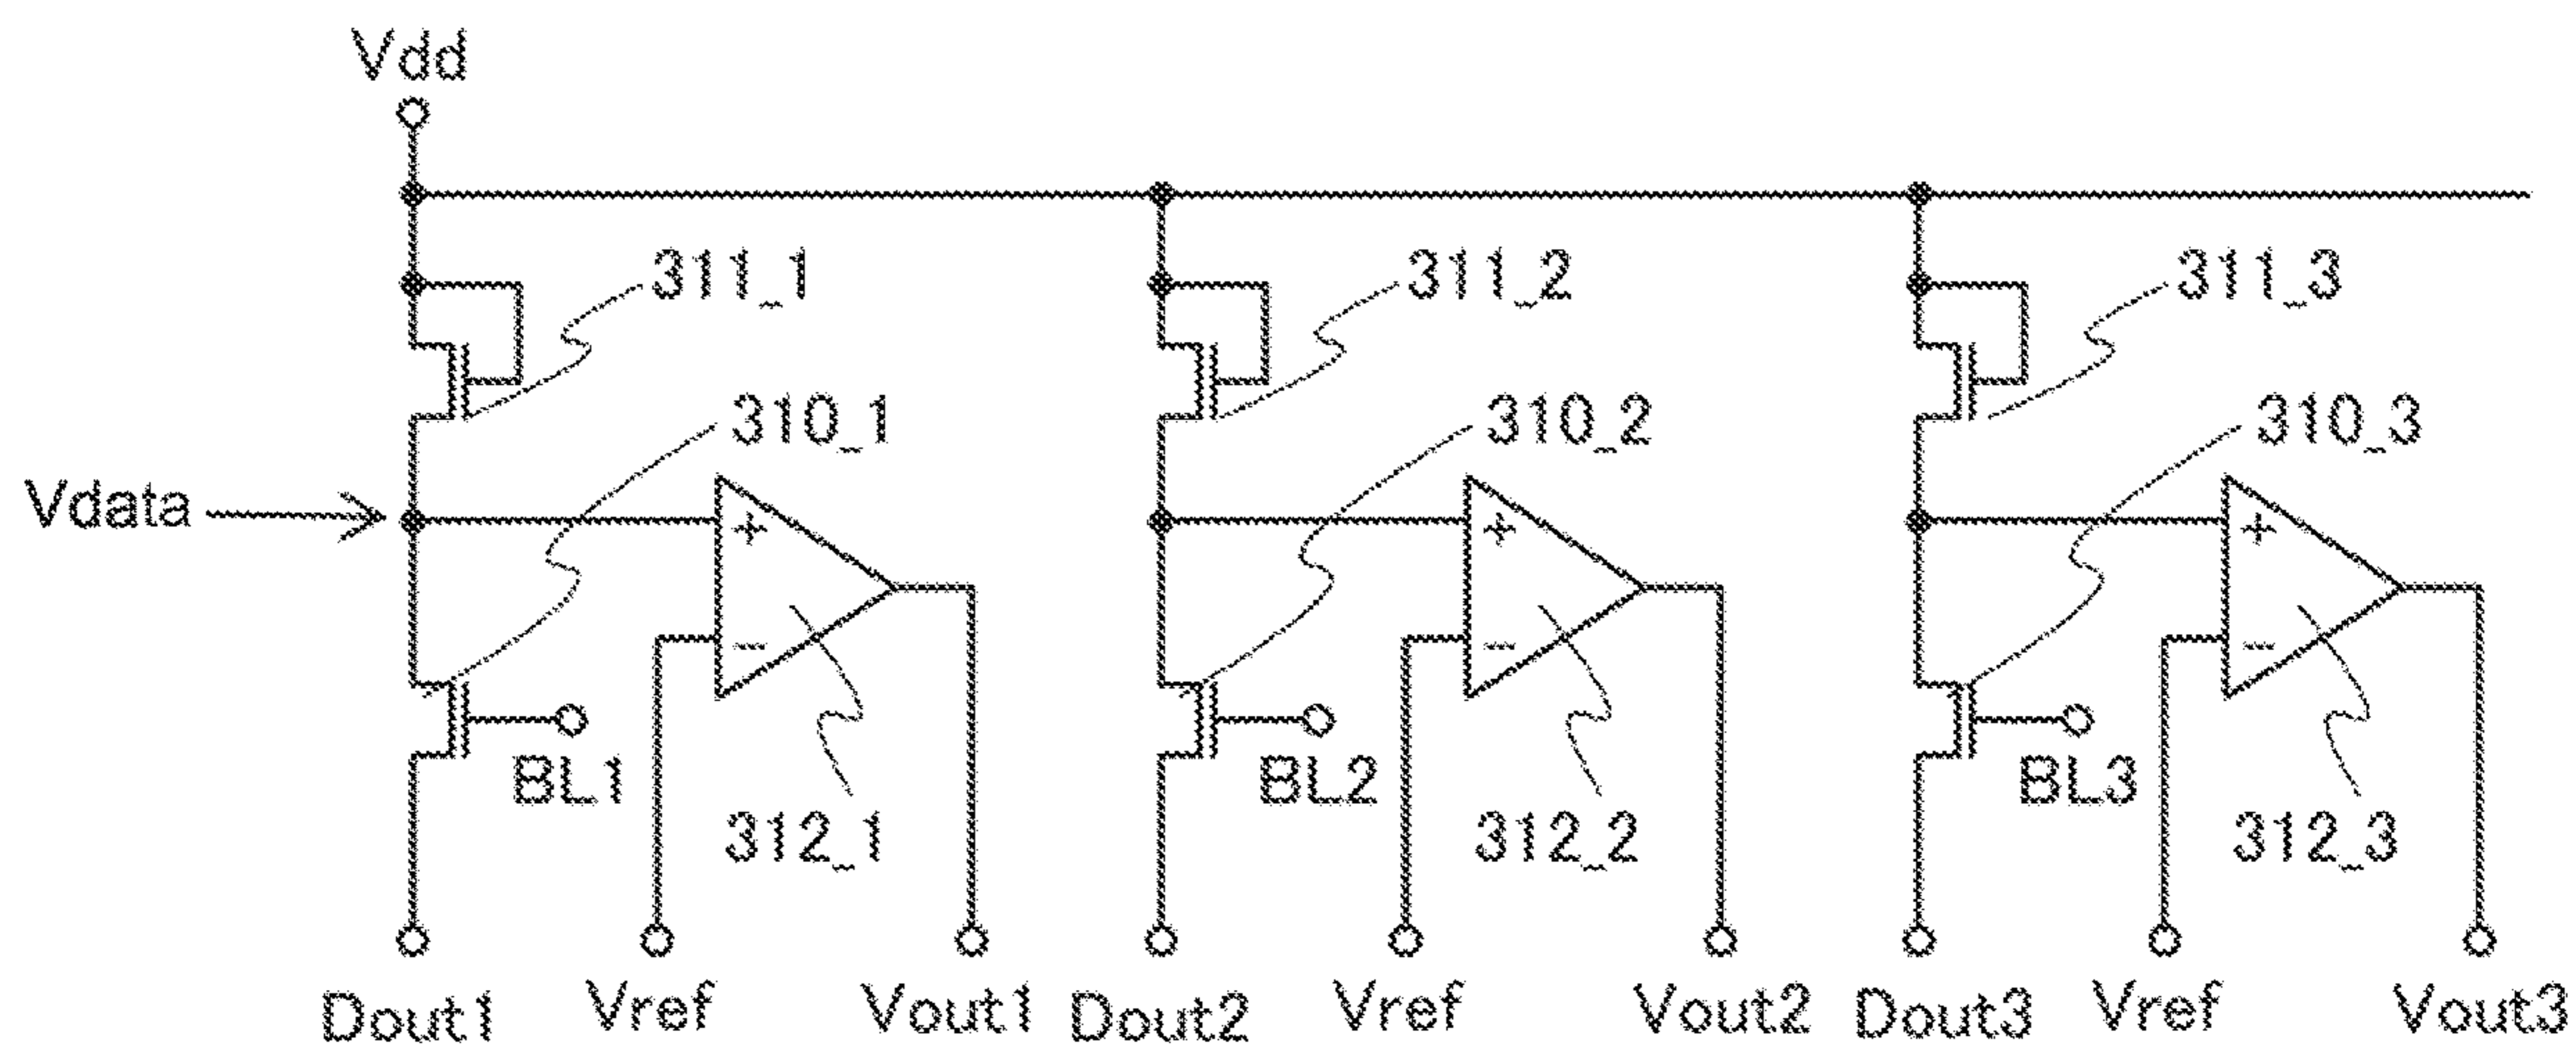 Vdd
311_1
311_2
311_3
310_1
310_2
310_3
Vdata
+
+
+
−
−
−
BL1
BL2
BL3
312_1
312_2
312_3
Dout1
Vref
Vout1
Dout2
Vref
Vout2
Dout3
Vref
Vout3